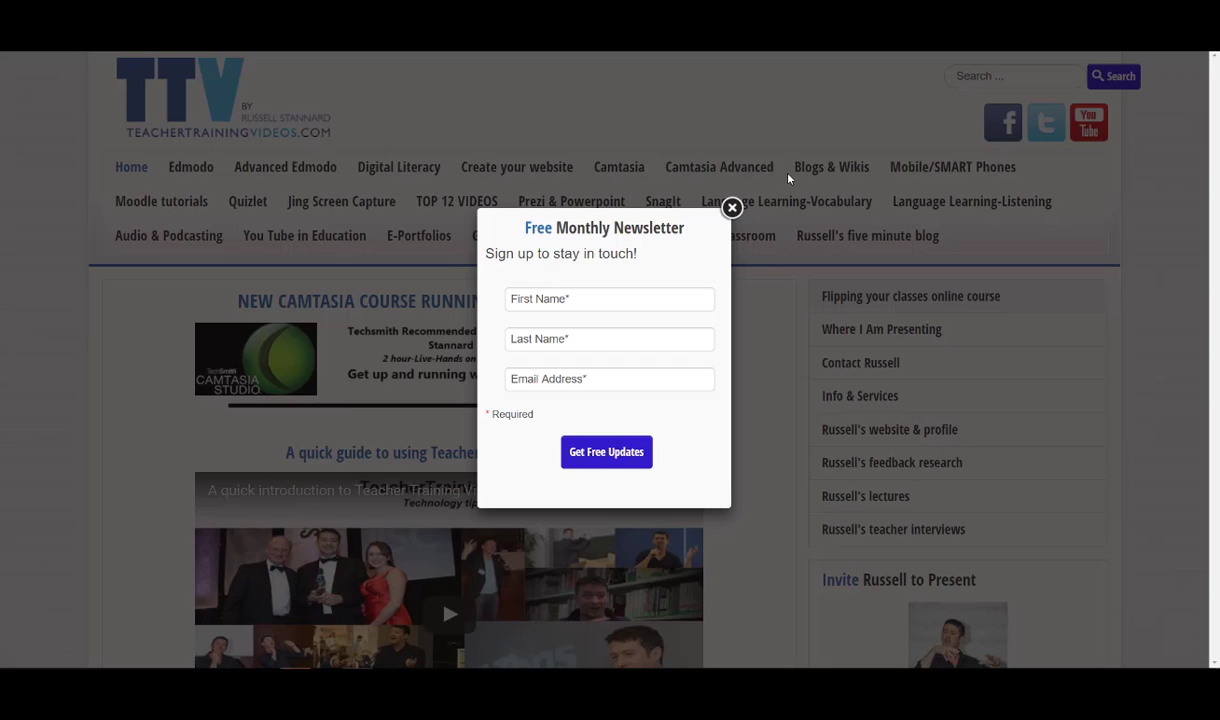 TTV
BY
RUSSELL STANNARD
TEACHERTRAININGVIDEOS.COM
Search ...
Search
f
t
You
Tube
Home Edmodo Advanced Edmodo Digital Literacy Create your website Camtasia Camtasia Advanced Blogs & Wikis Mobile/SMART Phones
Moodle tutorials Quizlet Jing Screen Capture TOP 12 VIDEOS Prezi & Powerpoint SnagIt Language Learning-Vocabulary Language Learning-Listening
Audio & Podcasting You Tube in Education E-Portfolios Russell's five minute blog
Free Monthly Newsletter
Sign up to stay in touch!
First Name*
Last Name*
Email Address*
* Required
Get Free Updates
NEW CAMTASIA COURSE
TechSmith
CAMTASIA
STUDIO
Techsmith Recommended
Stannard
2 hour-Live-Hands on
Get up and running
A quick guide to using
A quick introduction to Teacher Training
Technology
Flipping your classes online course
Where I Am Presenting
Contact Russell
Info & Services
Russell's website & profile
Russell's feedback research
Russell's lectures
Russell's teacher interviews
Invite Russell to Present